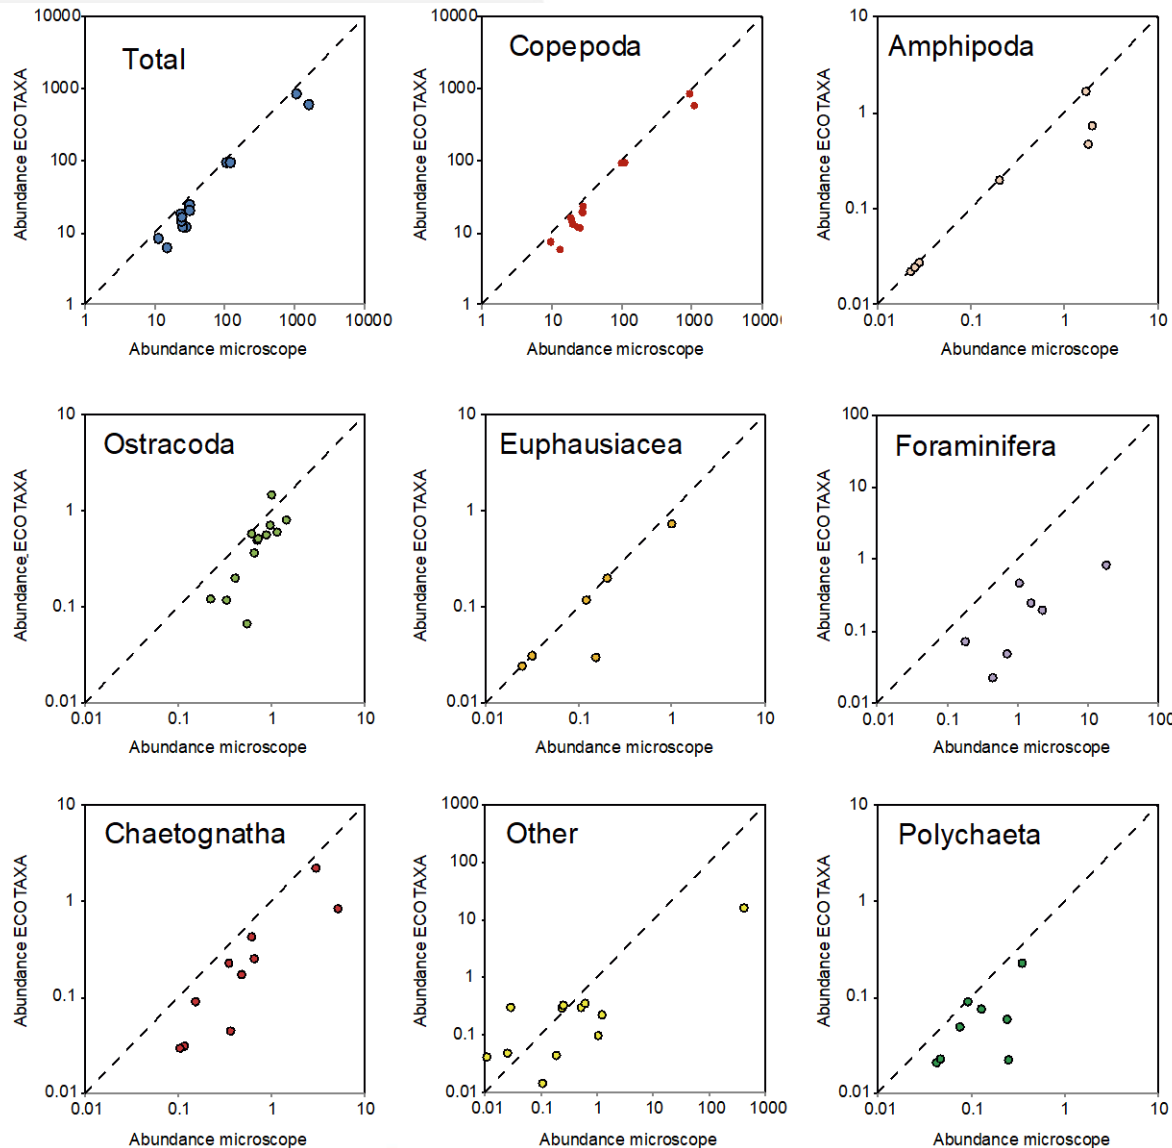 Total
Abundance ECOTAXA
10000
1000
100
10
1
1 10 100 1000 10000
Abundance microscope
Copepoda
Abundance ECOTAXA
10000
1000
100
10
1
1 10 100 1000 1000
Abundance microscope
Amphipoda
Abundance ECOTAXA
10
1
0.1
0.01
0.01 0.1 1 10
Abundance microscope
Ostracoda
Abundance_ECOTAXA
10
1
0.1
0.01
0.01 0.1 1 10
Abundance microscope
Euphausiacea
Abundance ECOTAXA
10
1
0.1
0.01
0.01 0.1 1 10
Abundance microscope
Foraminifera
Abundance ECOTAXA
100
10
1
0.1
0.01
0.01 0.1 1 10 100
Abundance microscope
Chaetognatha
Abundance ECOTAXA
10
1
0.1
0.01
0.01 0.1 1 10
Abundance microscope
Other
Abundance ECOTAXA
1000
100
10
1
0.1
0.01
0.01 0.1 1 10 100 1000
Abundance microscope
Polychaeta
Abundance ECOTAXA
10
1
0.1
0.01
0.01 0.1 1 10
Abundance microscope